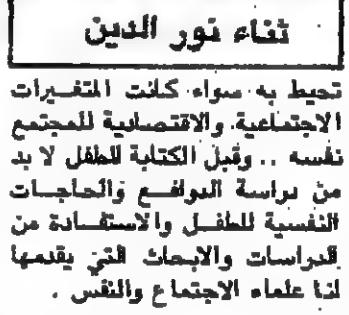 ثناء نور الدين
تحيط به سواء كانت المتغيرات
الاجتماعية والاقتصادية للمجتمع
نفسه .. وقبل الكتابة للطفل لا بد
من دراسة الدوافع والحاجات
النفسية للطفل والاستفادة من
الدراسات والابحاث التي يقدمها
لنا علماء الاجتماع والنفس .